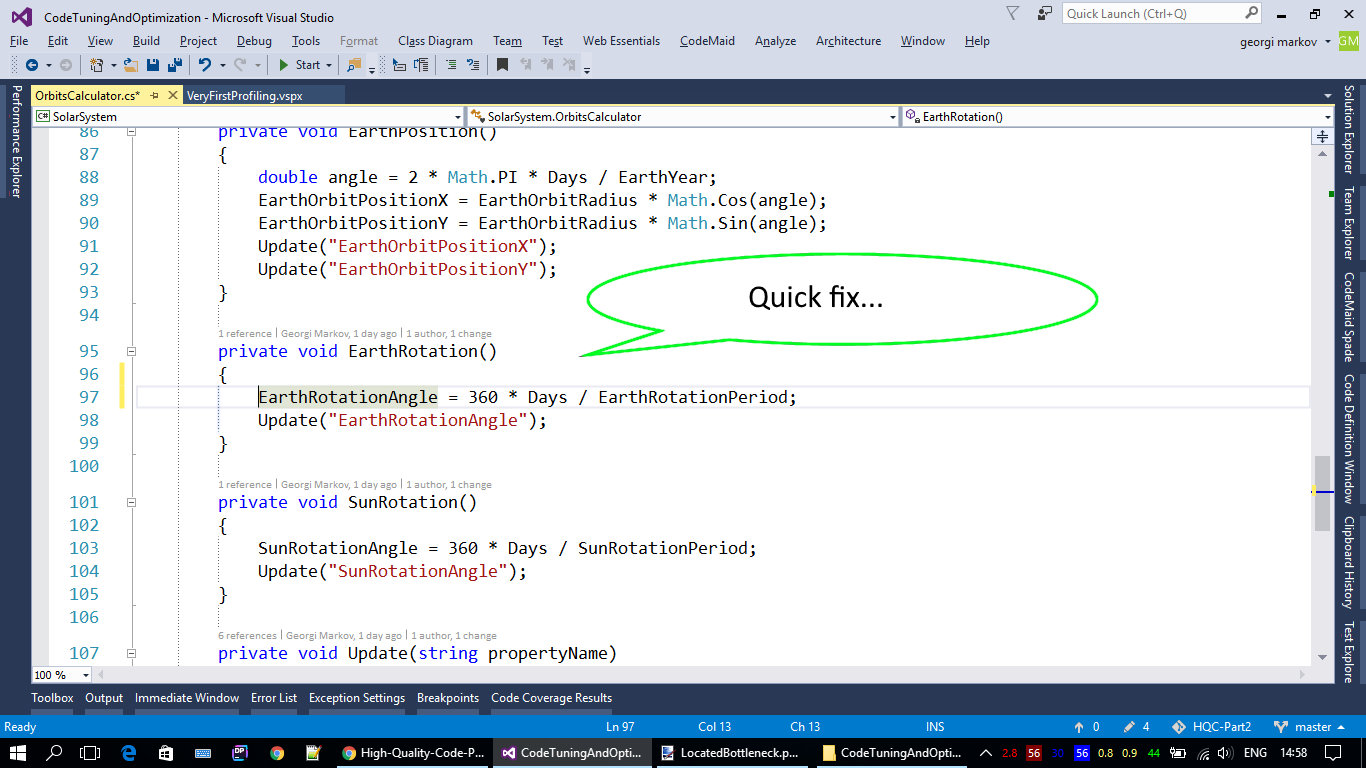 CodeTuningAndOptimization - Microsoft Visual Studio
Quick Launch (Ctrl+Q)
File Edit View Build Project Debug Tools Format Class Diagram Team Test Web Essentials CodeMaid Analyze Architecture Window Help
georgi markov GM
Start
OrbitsCalculator.cs* VeryFirstProfiling.vspx
C# SolarSystem SolarSystem.OrbitsCalculator EarthRotation()
86 private void EarthPosition()
87 {
88 double angle = 2 * Math.PI * Days / EarthYear;
89 EarthOrbitPositionX = EarthOrbitRadius * Math.Cos(angle);
90 EarthOrbitPositionY = EarthOrbitRadius * Math.Sin(angle);
91 Update("EarthOrbitPositionX");
92 Update("EarthOrbitPositionY");
93 }
94
Quick fix...
1 reference | Georgi Markov, 1 day ago | 1 author, 1 change
95 private void EarthRotation()
96 {
97 EarthRotationAngle = 360 * Days / EarthRotationPeriod;
98 Update("EarthRotationAngle");
99 }
100
1 reference | Georgi Markov, 1 day ago | 1 author, 1 change
101 private void SunRotation()
102 {
103 SunRotationAngle = 360 * Days / SunRotationPeriod;
104 Update("SunRotationAngle");
105 }
106
6 references | Georgi Markov, 1 day ago | 1 author, 1 change
107 private void Update(string propertyName)
100 %
Performance Explorer
Solution Explorer
Team Explorer
CodeMaid Spade
Code Definition Window
Clipboard History
Test Explore
Toolbox Output Immediate Window Error List Exception Settings Breakpoints Code Coverage Results
Ready Ln 97 Col 13 Ch 13 INS 0 4 HQC-Part2 master
High-Quality-Code-P... CodeTuningAndOpti... LocatedBottleneck.p... CodeTuningAndOpti... 2.8 56 30 56 0.8 0.9 44 ENG 14:58